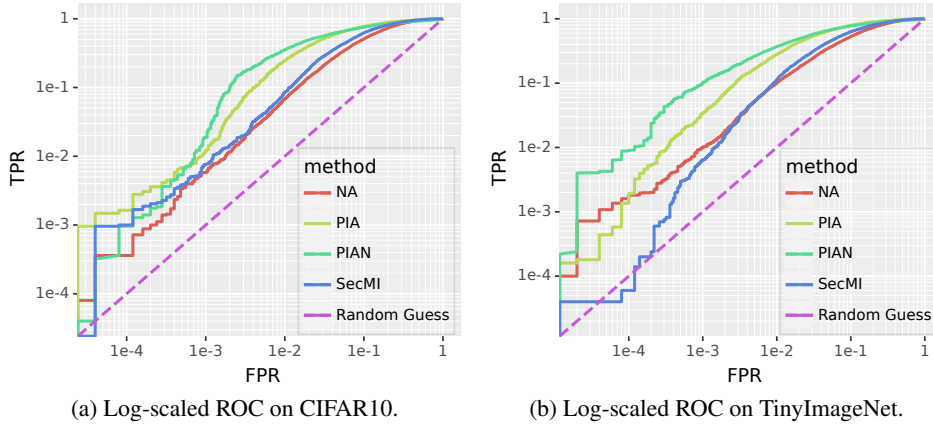 1
1e-1
1e-2
1e-3
1e-4
TPR
method
NA
PIA
PIAN
SecMI
Random Guess
1e-4
1e-3
1e-2
1e-1
1
FPR
(a) Log-scaled ROC on CIFAR10.
1
1e-1
1e-2
1e-3
1e-4
TPR
method
NA
PIA
PIAN
SecMI
Random Guess
1e-4
1e-3
1e-2
1e-1
1
FPR
(b) Log-scaled ROC on TinyImageNet.